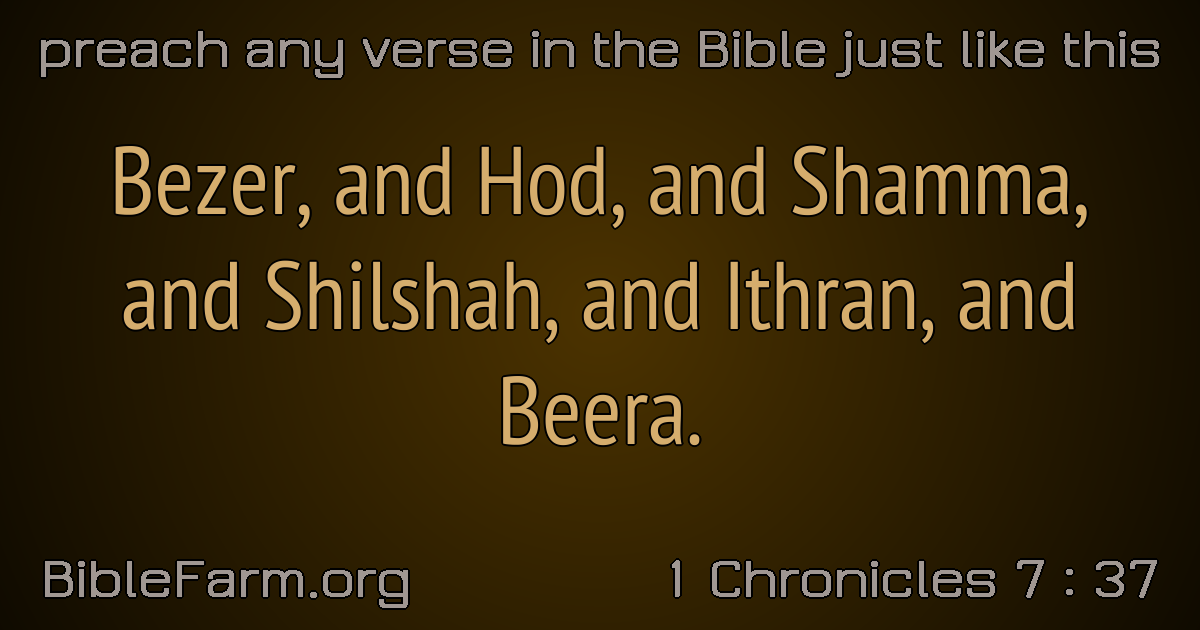 preach any verse in the Bible just like this
Bezer, and Hod, and Shamma,
and Shilshah, and Ithran, and
Beera.
BibleFarm.org
1 Chronicles 7 : 37